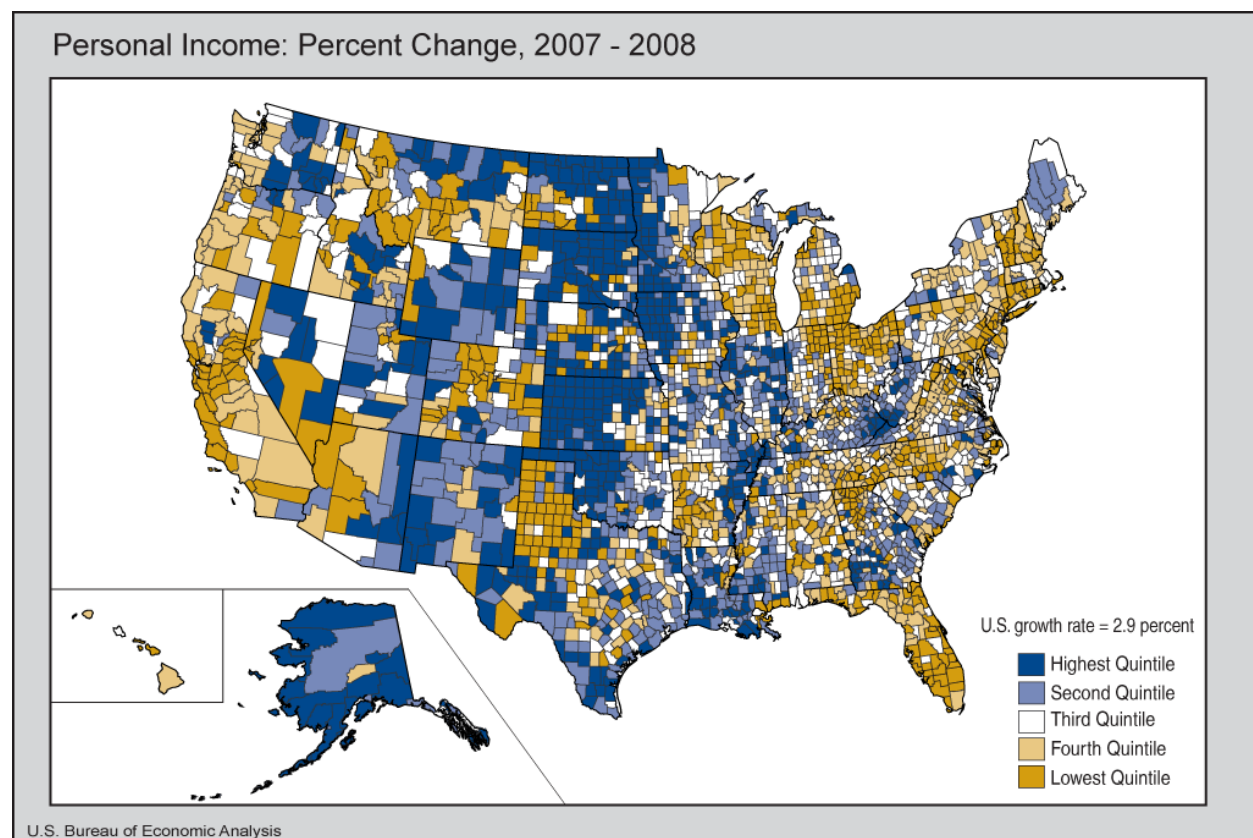 Personal Income: Percent Change, 2007 - 2008
U.S. growth rate = 2.9 percent
Highest Quintile
Second Quintile
Third Quintile
Fourth Quintile
Lowest Quintile
U.S. Bureau of Economic Analysis